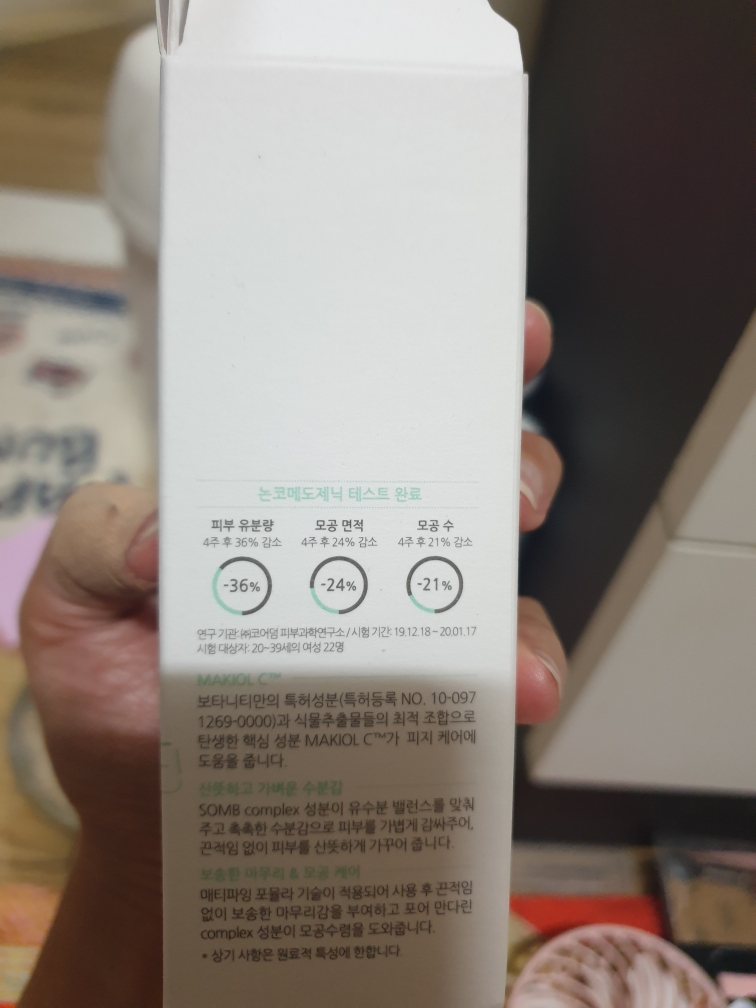 논코메도제닉 테스트 완료
피부 유분량 모공 면적 모공 수
4주 후 36% 감소 4주 후 24% 감소 4주 후 21% 감소
-36% -24% -21%
연구 기관: ㈜코어덤 피부과학연구소 / 시험 기간: 19.12.18 ~ 20.01.17
시험 대상자: 20~39세의 여성 22명
MAKIOL C™
보타니티만의 특허성분(특허등록 NO. 10-097
1269-0000)과 식물추출물들의 최적 조합으로
탄생한 핵심 성분 MAKIOL C™가 피지 케어에
도움을 줍니다.
산뜻하고 가벼운 수분감
SOMB complex 성분이 유수분 밸런스를 맞춰
주고 촉촉한 수분감으로 피부를 가볍게 감싸주어,
끈적임 없이 피부를 산뜻하게 가꾸어 줍니다.
보송한 마무리 & 모공 케어
매티파잉 포뮬라 기술이 적용되어 사용 후 끈적임
없이 보송한 마무리감을 부여하고 포어 만다린
complex 성분이 모공수렴을 도와줍니다.
* 상기 사항은 원료적 특성에 한합니다.